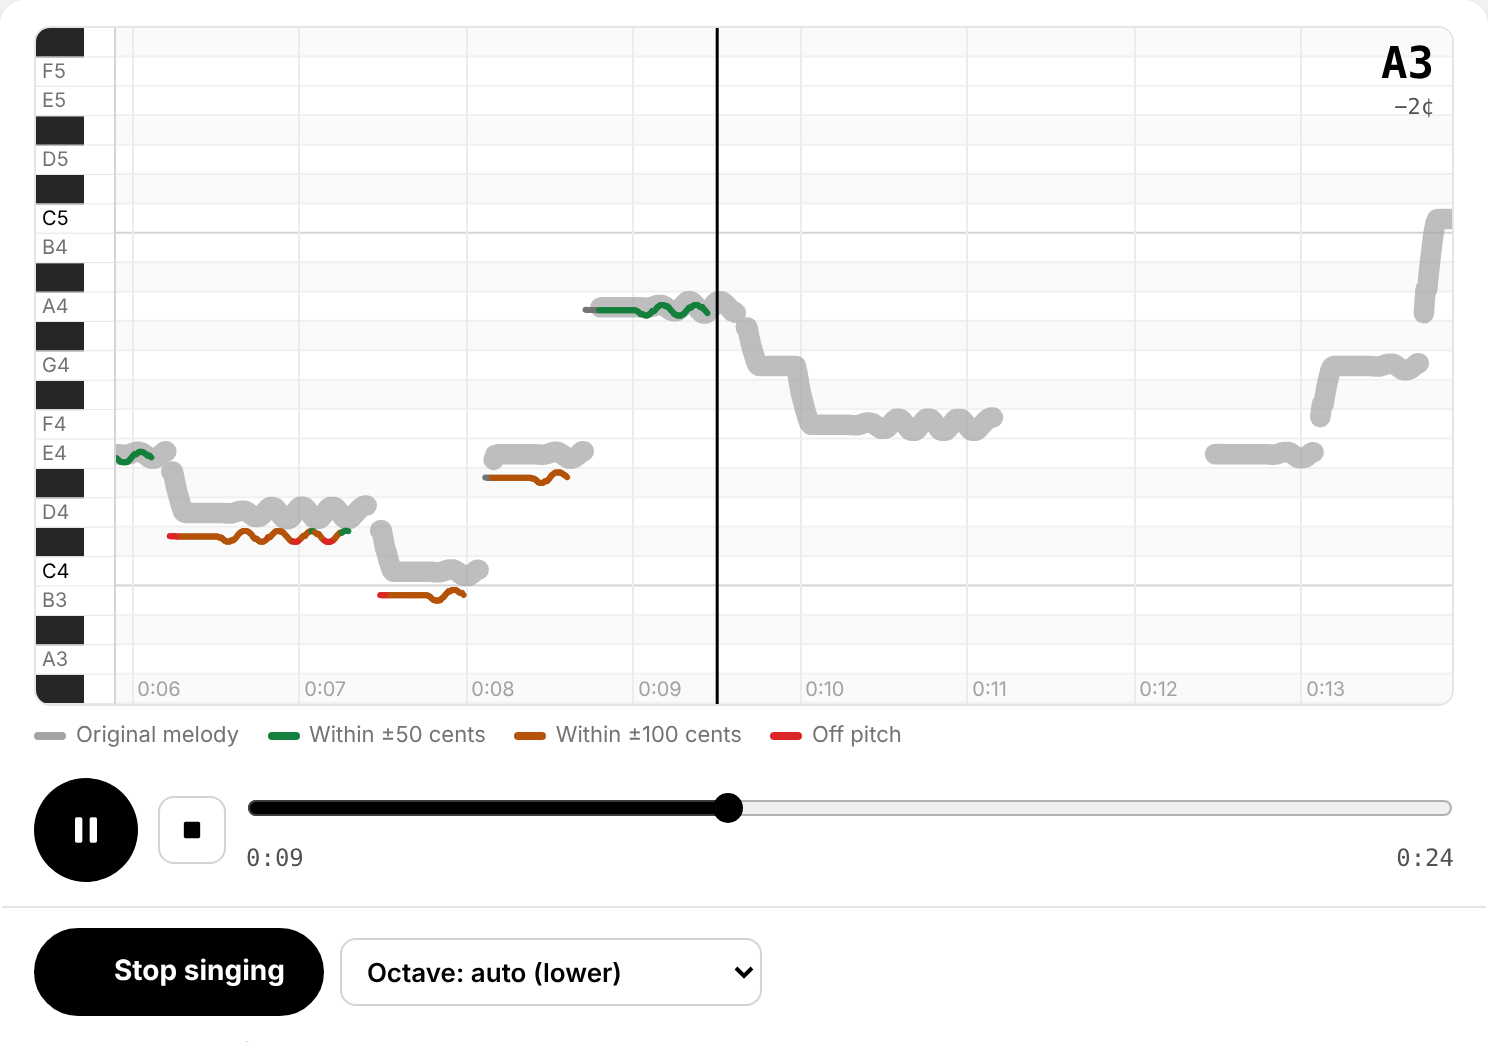 A3
−2¢
F5
E5
D5
C5
B4
A4
G4
F4
E4
D4
C4
B3
A3
0:06 0:07 0:08 0:09 0:10 0:11 0:12 0:13
Original melody Within ±50 cents Within ±100 cents Off pitch
0:09 0:24
Stop singing Octave: auto (lower)